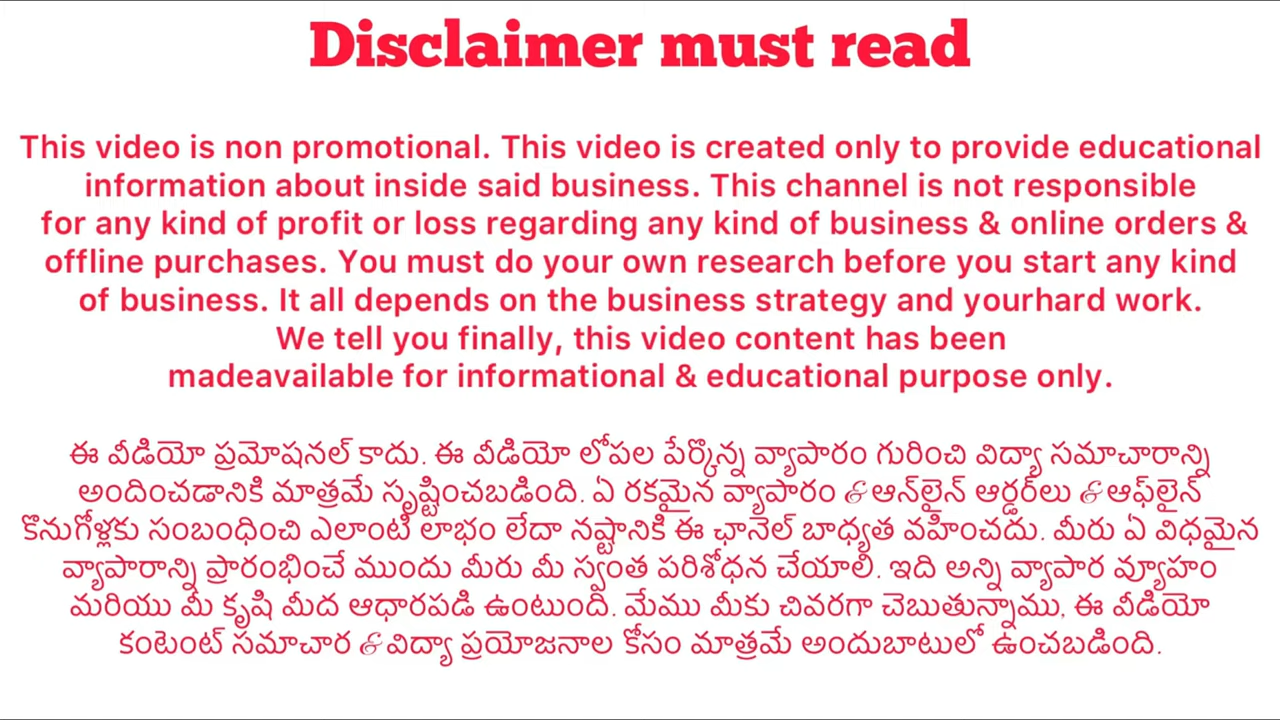 Disclaimer must read
This video is non promotional. This video is created only to provide educational
information about inside said business. This channel is not responsible
for any kind of profit or loss regarding any kind of business & online orders &
offline purchases. You must do your own research before you start any kind
of business. It all depends on the business strategy and yourhard work.
We tell you finally, this video content has been
madeavailable for informational & educational purpose only.
ఈ వీడియో ప్రమోషనల్ కాదు. ఈ వీడియో లోపల పేర్కొన్న వ్యాపారం గురించి విద్యా సమాచారాన్ని
అందించడానికి మాత్రమే సృష్టించబడింది. ఏ రకమైన వ్యాపారం & ఆన్‌లైన్ ఆర్డర్‌లు & ఆఫ్‌లైన్
కొనుగోళ్లకు సంబంధించి ఎలాంటి లాభం లేదా నష్టానికి ఈ ఛానెల్ బాధ్యత వహించదు. మీరు ఏ విధమైన
వ్యాపారాన్ని ప్రారంభించే ముందు మీరు మీ స్వంత పరిశోధన చేయాలి. ఇది అన్ని వ్యాపార వ్యూహం
మరియు మీ కృషి మీద ఆధారపడి ఉంటుంది. మేము మీకు చివరగా చెబుతున్నాము, ఈ వీడియో
కంటెంట్ సమాచార & విద్యా ప్రయోజనాల కోసం మాత్రమే అందుబాటులో ఉంచబడింది.